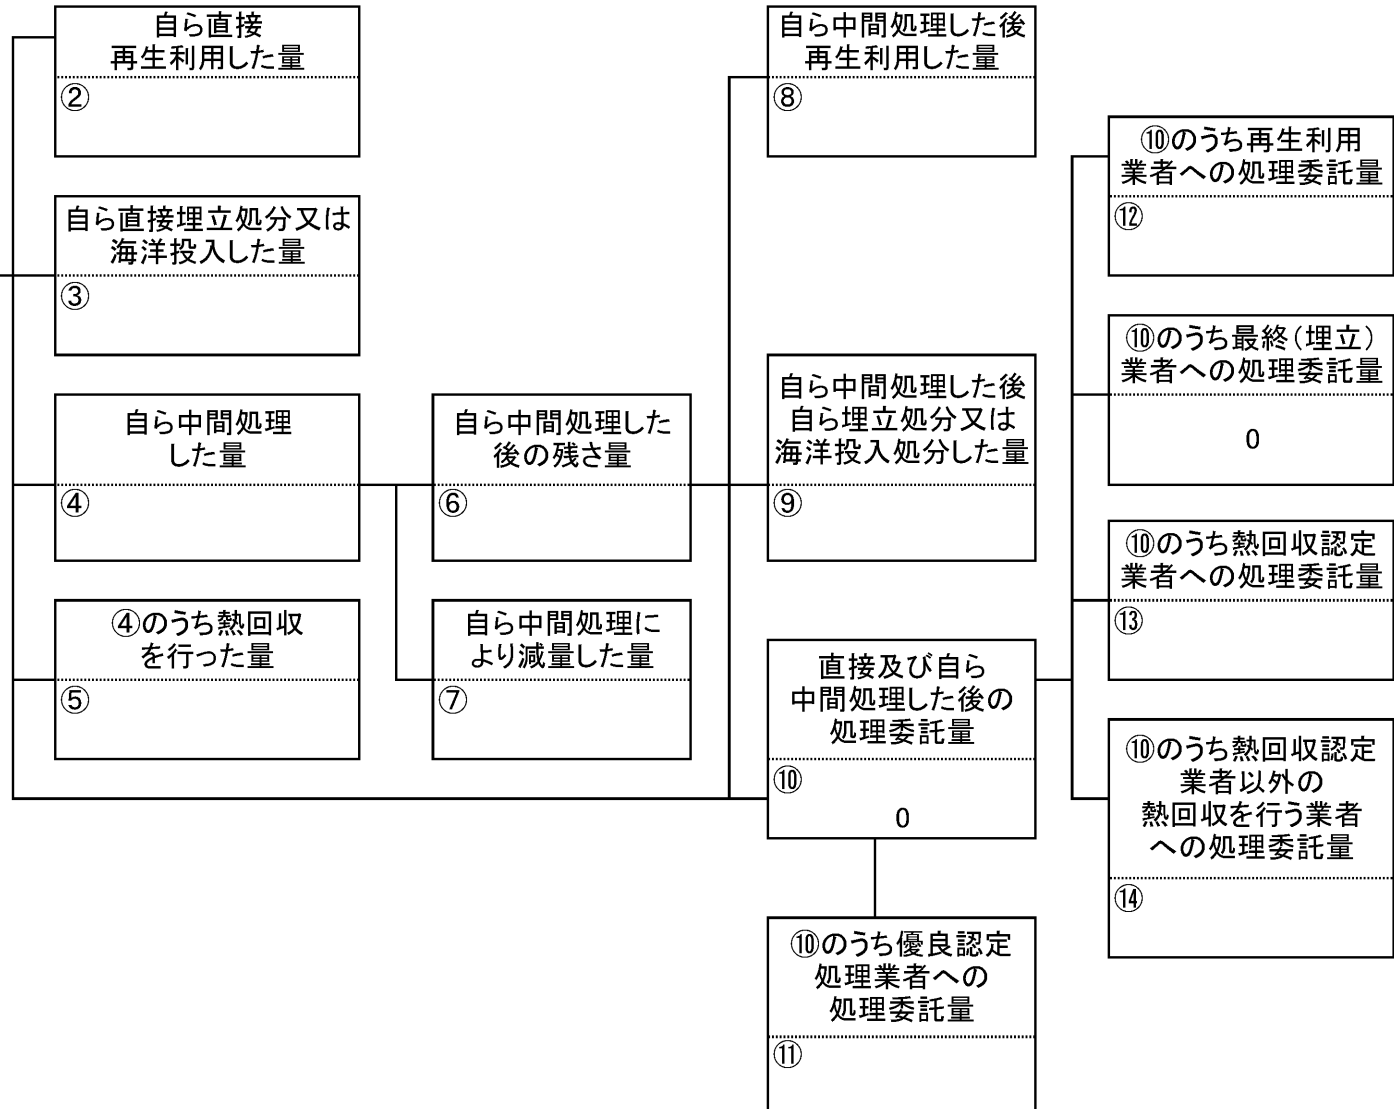 自ら直接
再生利用した量
②
自ら直接埋立処分又は
海洋投入した量
③
自ら中間処理
した量
④
④のうち熱回収
を行った量
⑤
自ら中間処理した
後の残さ量
⑥
自ら中間処理に
より減量した量
⑦
自ら中間処理した後
再生利用した量
⑧
自ら中間処理した後
自ら埋立処分又は
海洋投入処分した量
⑨
直接及び自ら
中間処理した後の
処理委託量
⑩
0
⑩のうち優良認定
処理業者への
処理委託量
⑪
⑩のうち再生利用
業者への処理委託量
⑫
⑩のうち最終(埋立)
業者への処理委託量
0
⑩のうち熱回収認定
業者への処理委託量
⑬
⑩のうち熱回収認定
業者以外の
熱回収を行う業者
への処理委託量
⑭